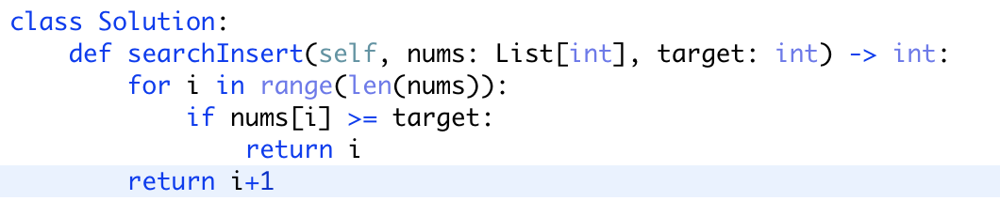 class Solution:
    def searchInsert(self, nums: List[int], target: int) -> int:
        for i in range(len(nums)):
            if nums[i] >= target:
                return i
        return i+1